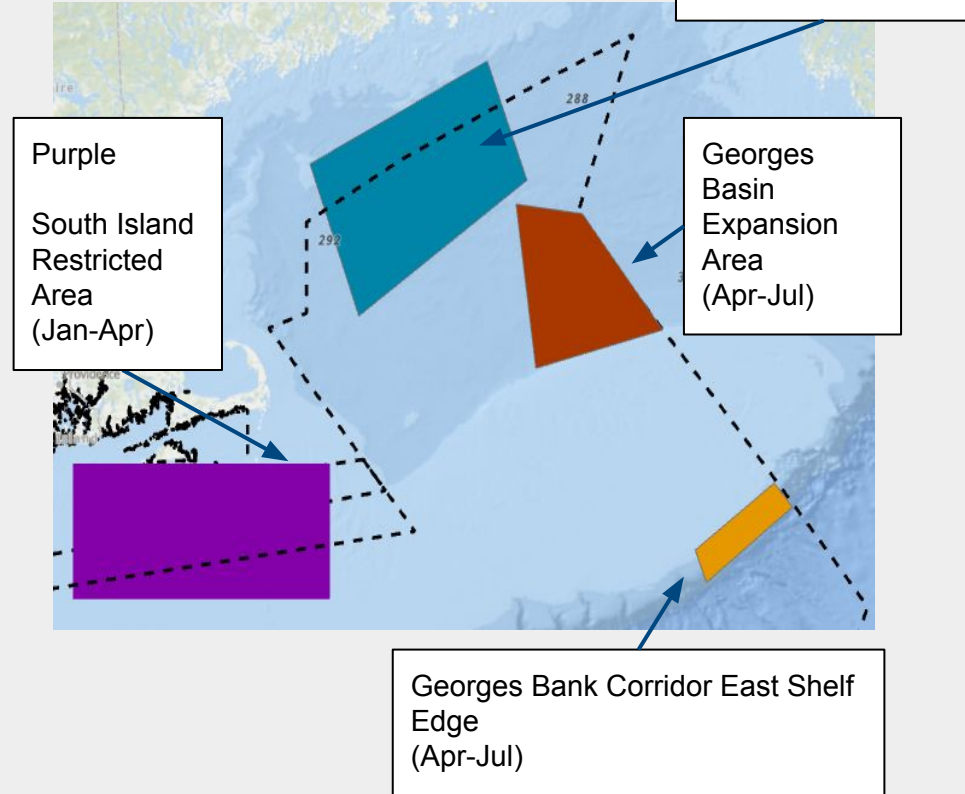 288
Purple
South Island
Restricted
Area
(Jan-Apr)
Georges
Basin
Expansion
Area
(Apr-Jul)
292
Providence
Georges Bank Corridor East Shelf
Edge
(Apr-Jul)